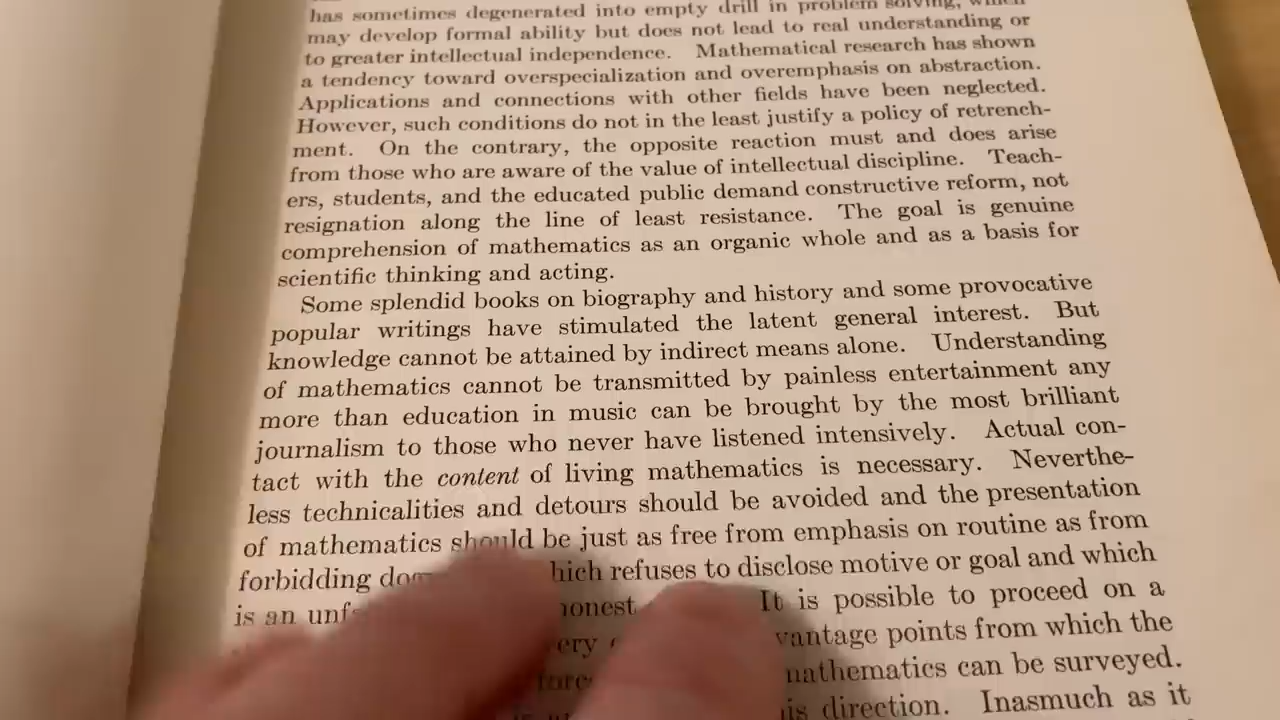 has sometimes degenerated into empty drill in problem solving, which
may develop formal ability but does not lead to real understanding or
to greater intellectual independence. Mathematical research has shown
a tendency toward overspecialization and overemphasis on abstraction.
Applications and connections with other fields have been neglected.
However, such conditions do not in the least justify a policy of retrench-
ment. On the contrary, the opposite reaction must and does arise
from those who are aware of the value of intellectual discipline. Teach-
ers, students, and the educated public demand constructive reform, not
resignation along the line of least resistance. The goal is genuine
comprehension of mathematics as an organic whole and as a basis for
scientific thinking and acting.
Some splendid books on biography and history and some provocative
popular writings have stimulated the latent general interest. But
knowledge cannot be attained by indirect means alone. Understanding
of mathematics cannot be transmitted by painless entertainment any
more than education in music can be brought by the most brilliant
journalism to those who never have listened intensively. Actual con-
tact with the content of living mathematics is necessary. Neverthe-
less technicalities and detours should be avoided and the presentation
of mathematics should be just as free from emphasis on routine as from
forbidding hich refuses to disclose motive or goal and which
is an honest It is possible to proceed on a
ery vantage points from which the
mathematics can be surveyed.
is direction. Inasmuch as it